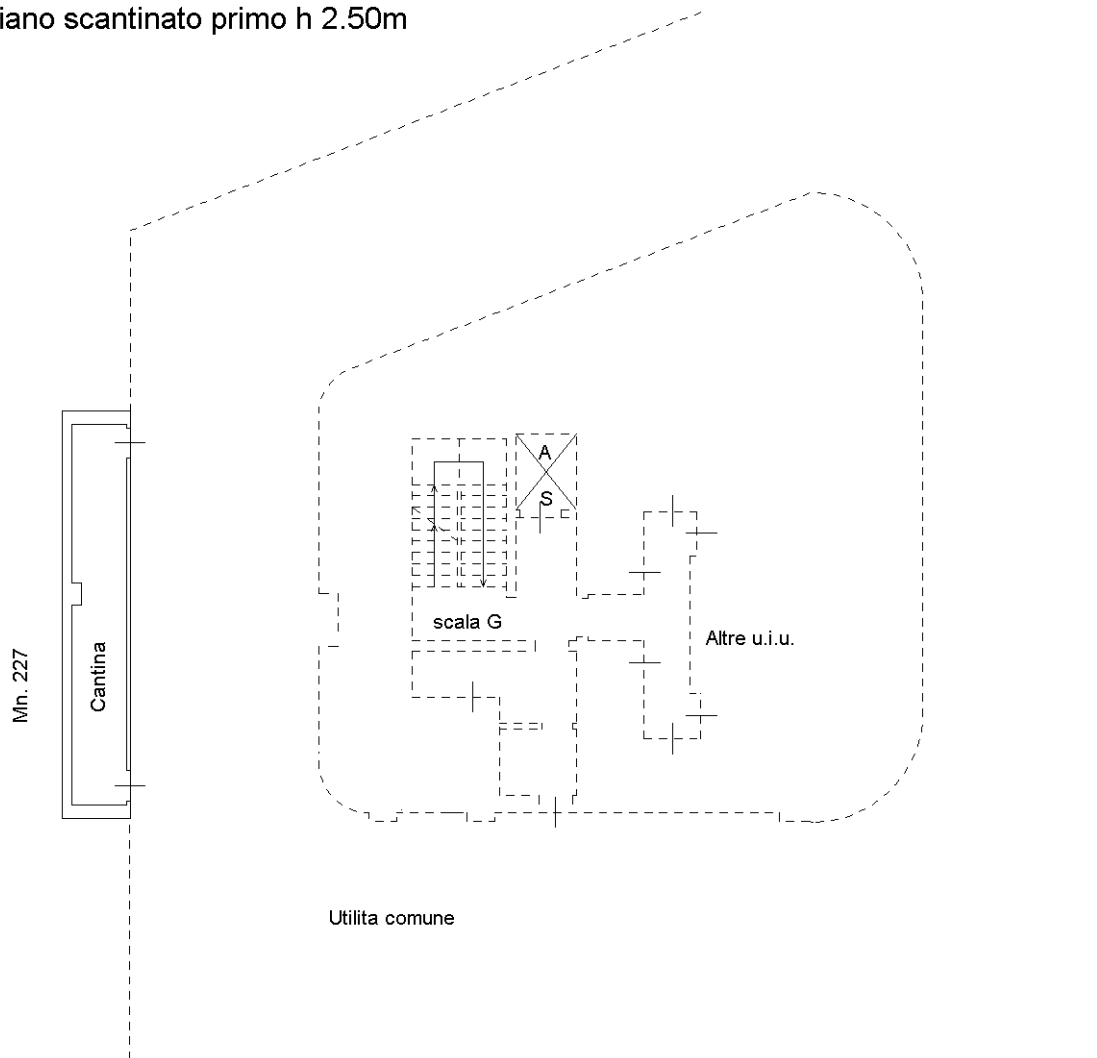 iano scantinato primo h 2.50m
A
S
scala G
Altre u.i.u.
Cantina
Mn. 227
Utilita comune